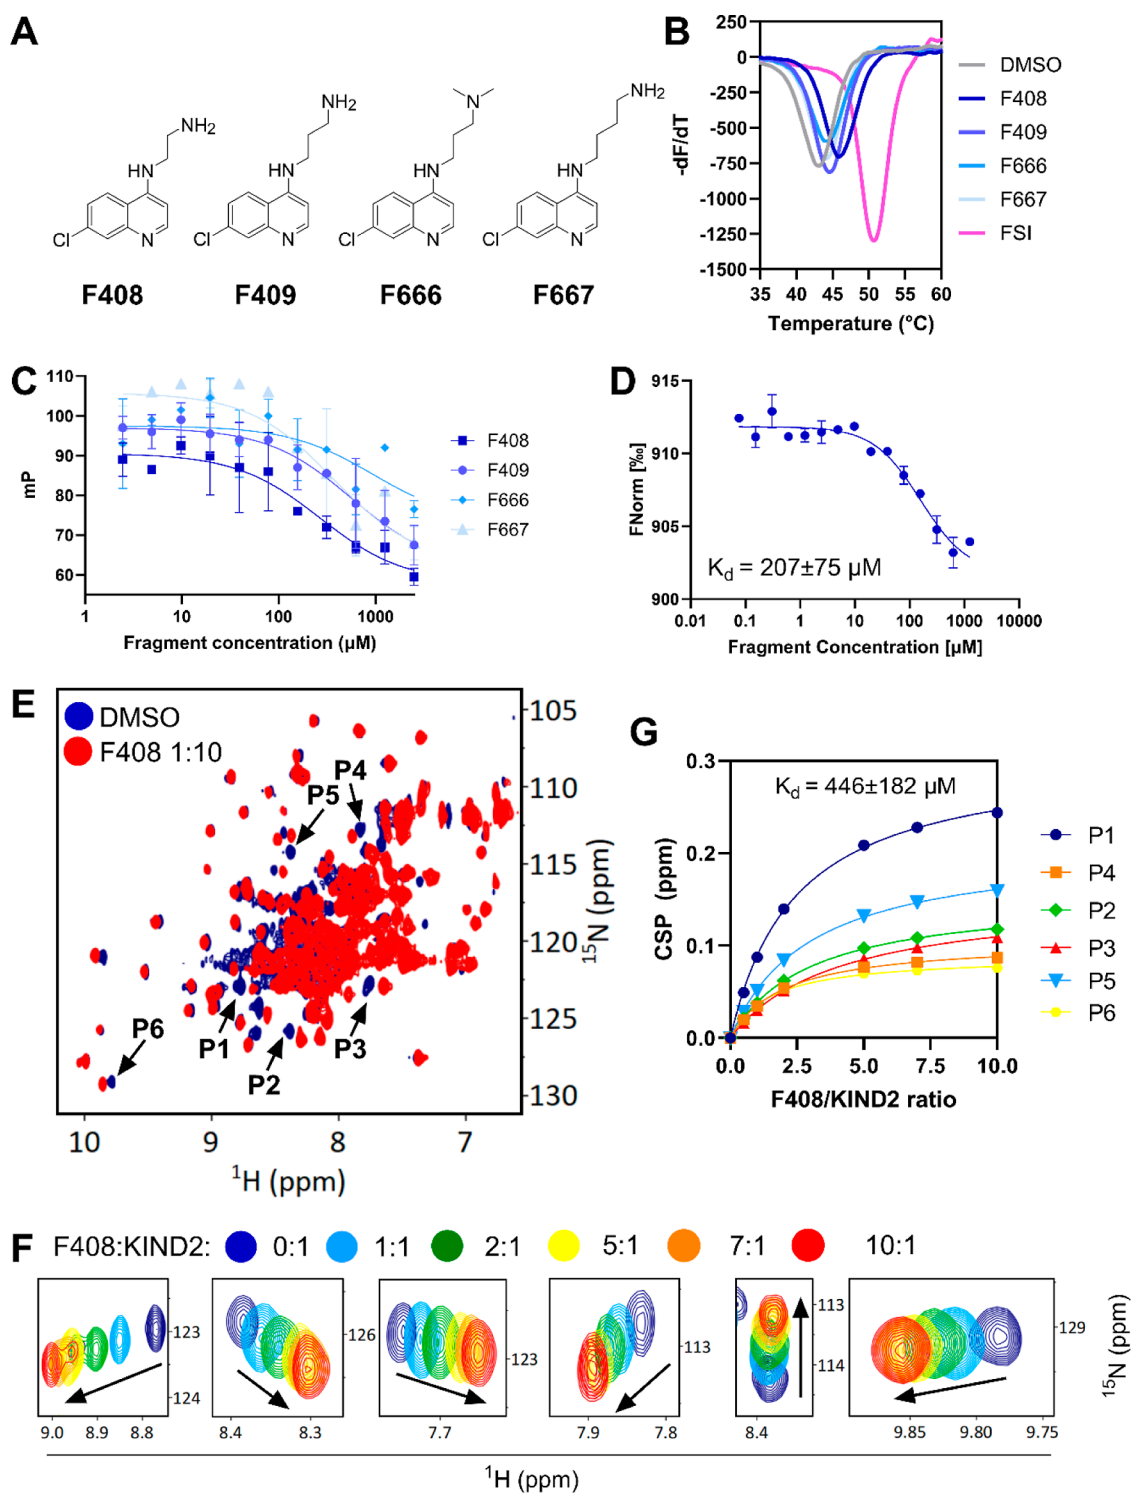 A
NH2
HN
Cl
N
F408
NH2
HN
Cl
N
F409
N
HN
Cl
N
F666
NH2
HN
Cl
N
F667
B
250
0
-250
-500
-750
-1000
-1250
-1500
-dF/dT
35 40 45 50 55 60
Temperature (°C)
DMSO
F408
F409
F666
F667
FSI
C
110
100
90
80
70
60
mP
1 10 100 1000
Fragment concentration (µM)
F408
F409
F666
F667
D
915
910
905
900
FNorm [‰]
Kd = 207±75 µM
0.01 0.1 1 10 100 1000 10000
Fragment Concentration [µM]
E
DMSO
F408 1:10
P4
P5
P6
P1
P2
P3
105
110
115
120
125
130
15N (ppm)
10 9 8 7
1H (ppm)
G
0.3
0.2
0.1
0.0
CSP (ppm)
Kd = 446±182 µM
0.0 2.5 5.0 7.5 10.0
F408/KIND2 ratio
P1
P4
P2
P3
P5
P6
F
F408:KIND2: 0:1 1:1 2:1 5:1 7:1 10:1
123
124
9.0 8.9 8.8
126
8.4 8.3
123
7.7
113
7.9 7.8
113
114
8.4
129
9.85 9.80 9.75
15N (ppm)
1H (ppm)